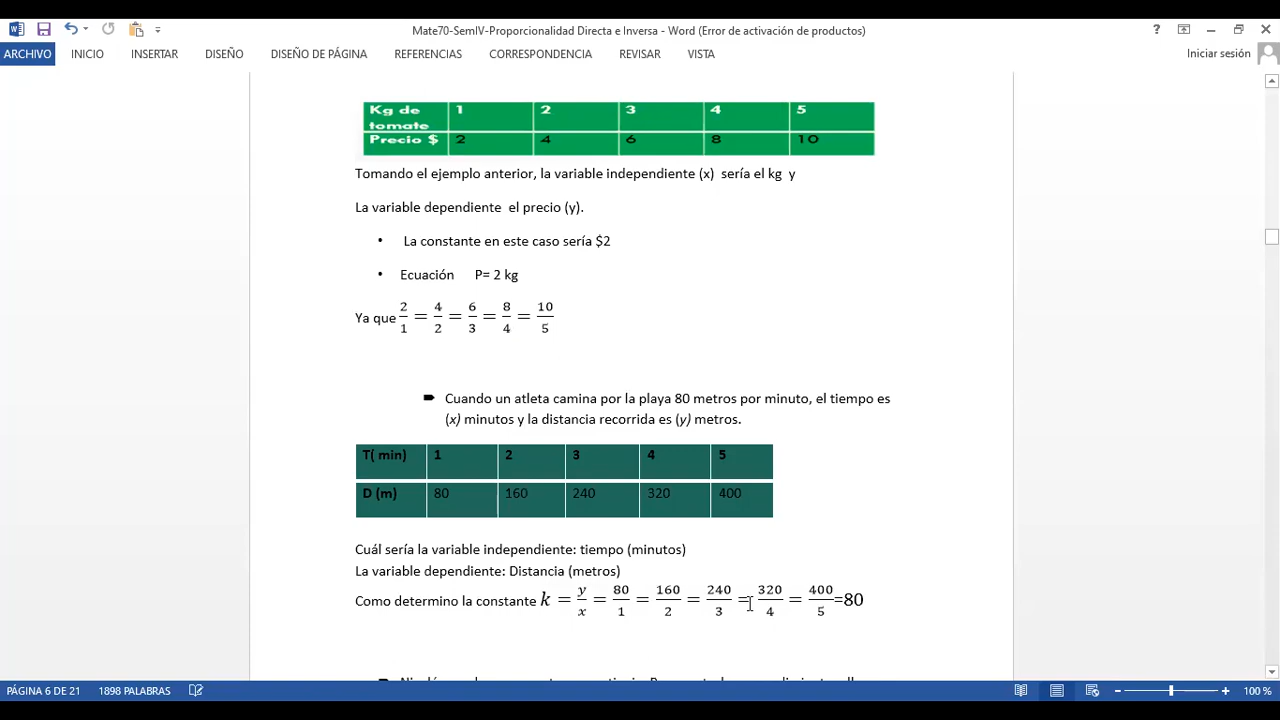 Mate70-SemIV-Proporcionalidad Directa e Inversa - Word (Error de activación de productos)
ARCHIVO INICIO INSERTAR DISEÑO DISEÑO DE PÁGINA REFERENCIAS CORRESPONDENCIA REVISAR VISTA Iniciar sesión
Kg de tomate 1 2 3 4 5
Precio $ 2 4 6 8 10
Tomando el ejemplo anterior, la variable independiente (x) sería el kg y
La variable dependiente el precio (y).
• La constante en este caso sería $2
• Ecuación P= 2 kg
Ya que 2/1 = 4/2 = 6/3 = 8/4 = 10/5
Cuando un atleta camina por la playa 80 metros por minuto, el tiempo es
(x) minutos y la distancia recorrida es (y) metros.
T( min) 1 2 3 4 5
D (m) 80 160 240 320 400
Cuál sería la variable independiente: tiempo (minutos)
La variable dependiente: Distancia (metros)
Como determino la constante k = y/x = 80/1 = 160/2 = 240/3 = 320/4 = 400/5 =80
PÁGINA 6 DE 21 1898 PALABRAS 100 %